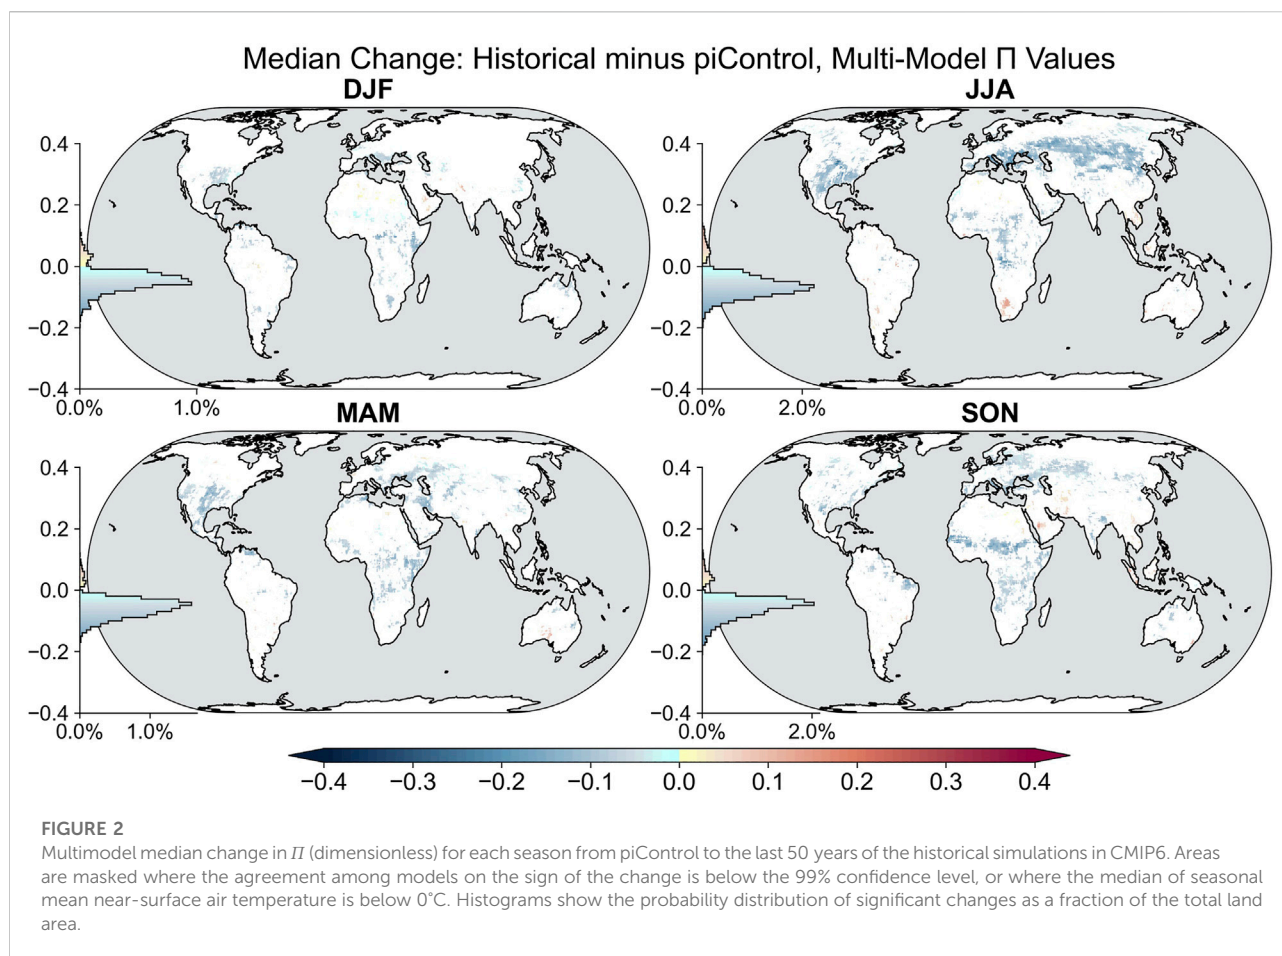 Median Change: Historical minus piControl, Multi-Model Π Values
DJF
JJA
0.4
0.2
0.0
−0.2
−0.4
0.0%
1.0%
0.4
0.2
0.0
−0.2
−0.4
0.0%
2.0%
MAM
SON
0.4
0.2
0.0
−0.2
−0.4
0.0%
1.0%
0.4
0.2
0.0
−0.2
−0.4
0.0%
2.0%
−0.4 −0.3 −0.2 −0.1 0.0 0.1 0.2 0.3 0.4
FIGURE 2
Multimodel median change in Π (dimensionless) for each season from piControl to the last 50 years of the historical simulations in CMIP6. Areas
are masked where the agreement among models on the sign of the change is below the 99% confidence level, or where the median of seasonal
mean near-surface air temperature is below 0°C. Histograms show the probability distribution of significant changes as a fraction of the total land
area.